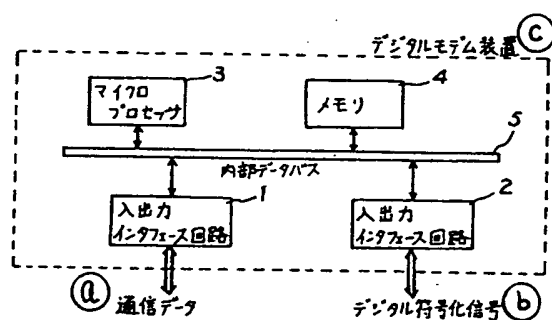 デジタルモデム装置 ⓒ
3
マイクロ
プロセッサ
4
メモリ
5
内部データバス
1
入出力
インタフェース回路
2
入出力
インタフェース回路
ⓐ
通信データ
デジタル符号化信号
ⓑ